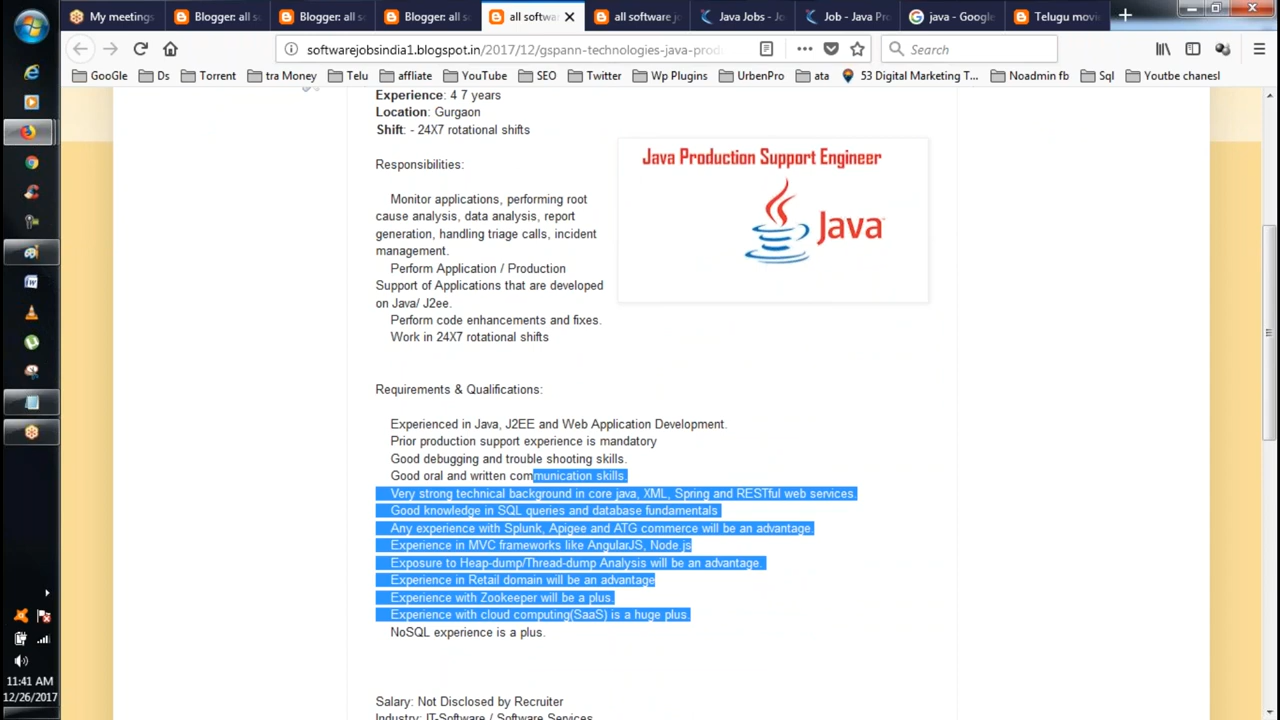 My meetings
Blogger: all s
Blogger: all s
Blogger: all s
all softwa
all software j
Java Jobs - Jo
Job - Java Pro
java - Google
Telugu movi
softwarejobsindia1.blogspot.in/2017/12/gspann-technologies-java-prod
Search
GooGle
Ds
Torrent
tra Money
Telu
affliate
YouTube
SEO
Twitter
Wp Plugins
UrbenPro
ata
53 Digital Marketing T...
Noadmin fb
Sql
Youtbe chanesl
Experience: 4 7 years
Location: Gurgaon
Shift: - 24X7 rotational shifts
Responsibilities:
Monitor applications, performing root
cause analysis, data analysis, report
generation, handling triage calls, incident
management.
Perform Application / Production
Support of Applications that are developed
on Java/ J2ee.
Perform code enhancements and fixes.
Work in 24X7 rotational shifts
Java Production Support Engineer
Java
Requirements & Qualifications:
Experienced in Java, J2EE and Web Application Development.
Prior production support experience is mandatory
Good debugging and trouble shooting skills.
Good oral and written communication skills.
Very strong technical background in core java, XML, Spring and RESTful web services.
Good knowledge in SQL queries and database fundamentals
Any experience with Splunk, Apigee and ATG commerce will be an advantage.
Experience in MVC frameworks like AngularJS, Node.js
Exposure to Heap-dump/Thread-dump Analysis will be an advantage.
Experience in Retail domain will be an advantage
Experience with Zookeeper will be a plus.
Experience with cloud computing(SaaS) is a huge plus.
NoSQL experience is a plus.
Salary: Not Disclosed by Recruiter
Industry: IT-Software / Software Services
11:41 AM
12/26/2017